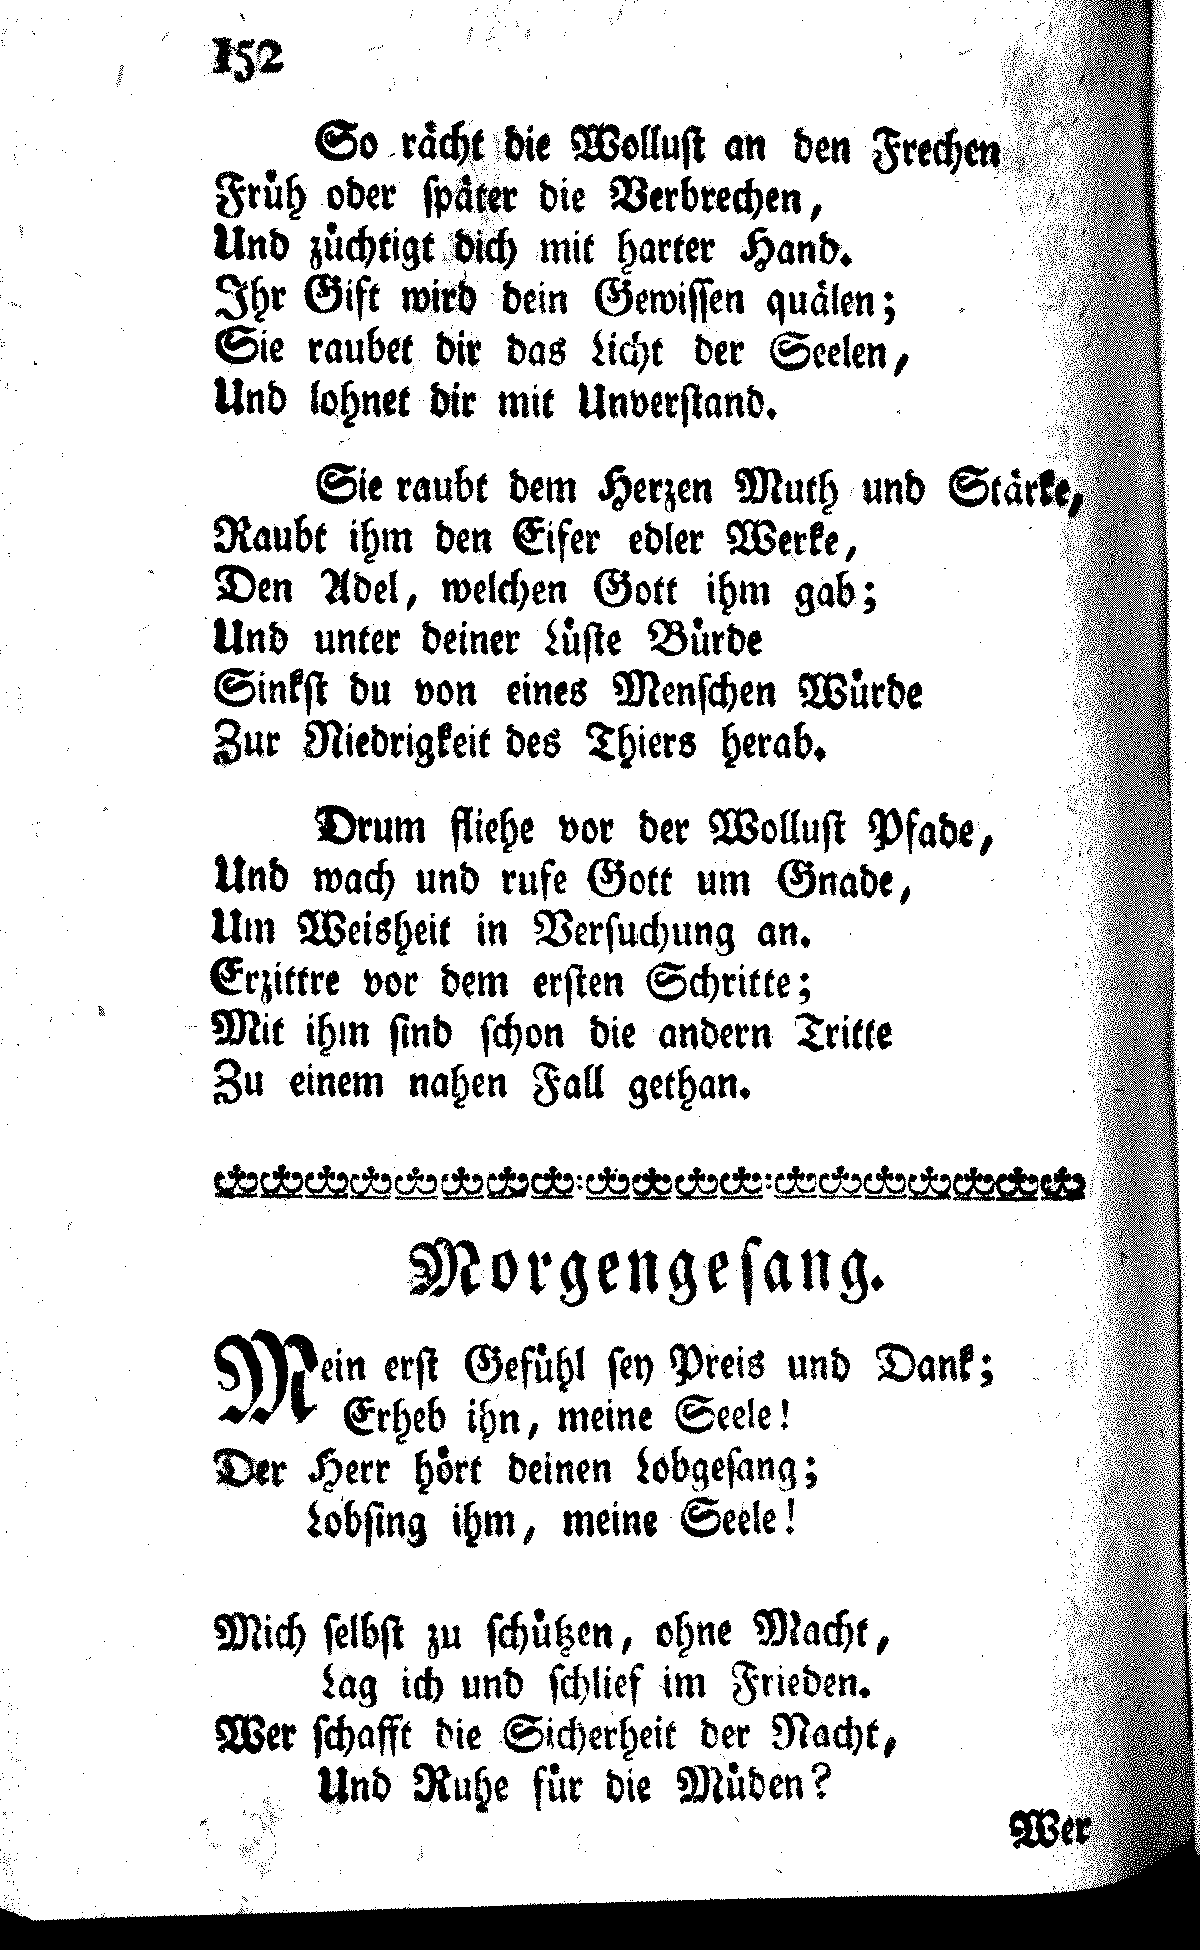 152
So rächt die Wollust an den Frechen
Früh oder später die Verbrechen,
Und züchtigt dich mit harter Hand.
Ihr Gift wird dein Gewissen quälen;
Sie raubet dir das Licht der Seelen,
Und lohnet dir mit Unverstand.
Sie raubt dem Herzen Muth und Stärke,
Raubt ihm den Eifer edler Werke,
Den Adel, welchen Gott ihm gab;
Und unter deiner Lüste Bürde
Sinkst du von eines Menschen Würde
Zur Niedrigkeit des Thiers herab.
Drum fliehe vor der Wollust Pfade,
Und wach und rufe Gott um Gnade,
Um Weisheit in Versuchung an.
Erzittre vor dem ersten Schritte;
Mit ihm sind schon die andern Tritte
Zu einem nahen Fall gethan.
Morgengesang.
Mein erst Gefühl sey Preis und Dank;
Erheb ihn, meine Seele!
Der Herr hört deinen Lobgesang;
Lobsing ihm, meine Seele!
Mich selbst zu schützen, ohne Macht,
Lag ich und schlief im Frieden.
Wer schafft die Sicherheit der Nacht,
Und Ruhe für die Müden?
Wer